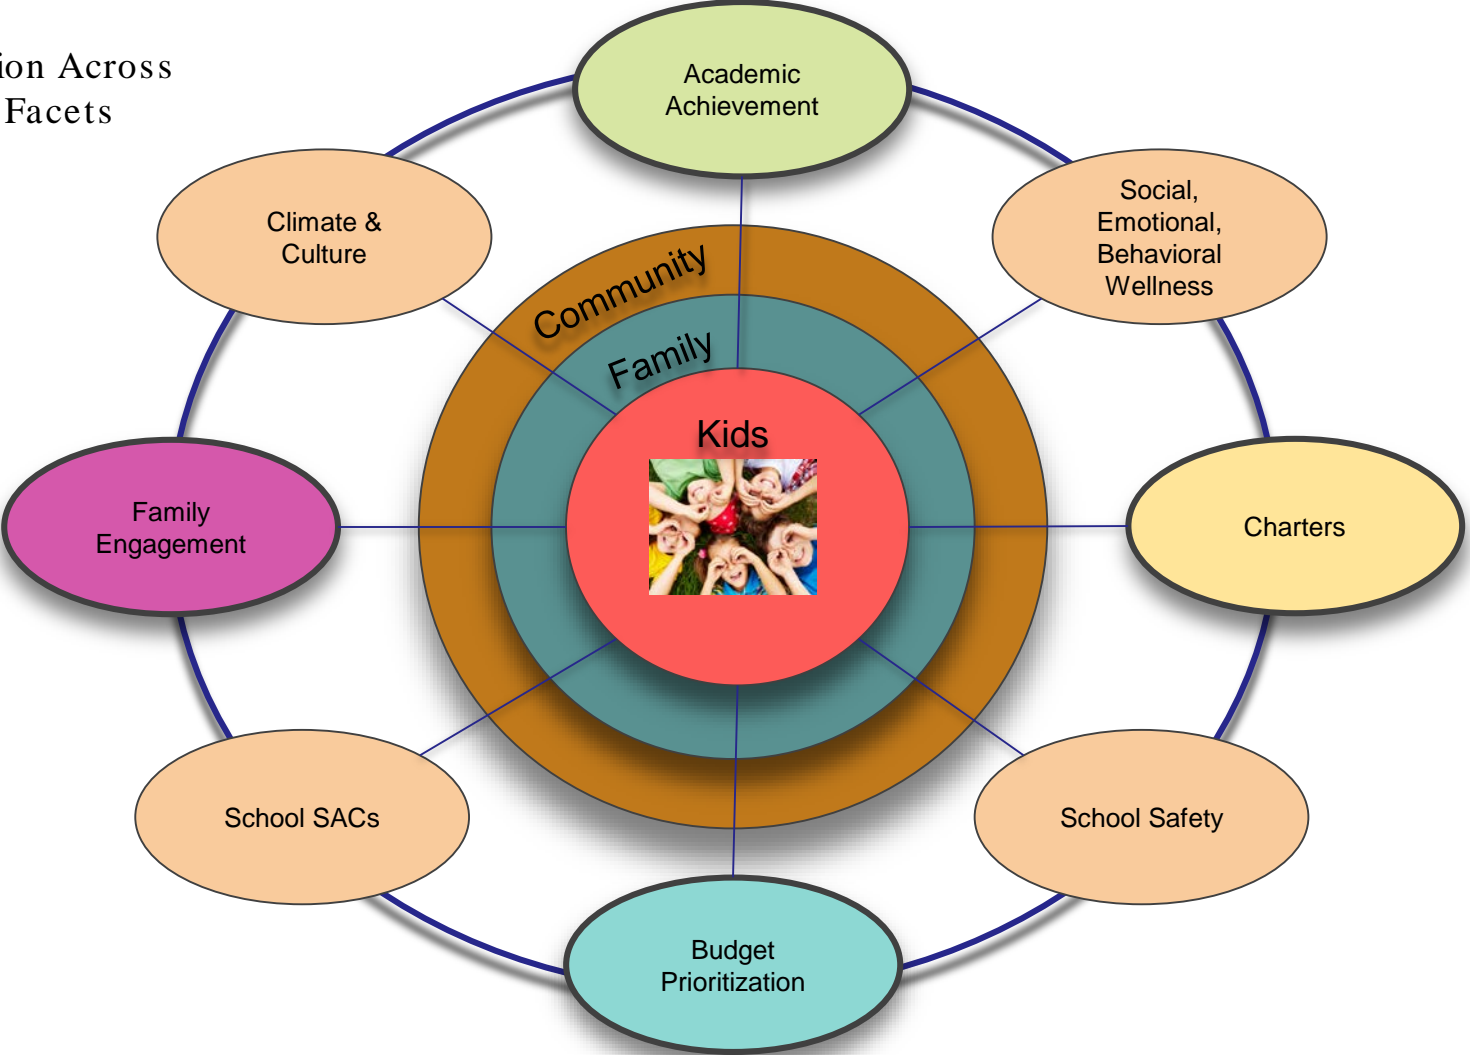 ion Across
Facets
Academic
Achievement
Climate &
Culture
Social,
Emotional,
Behavioral
Wellness
Community
Family
Kids
Family
Engagement
Charters
School SACs
School Safety
Budget
Prioritization